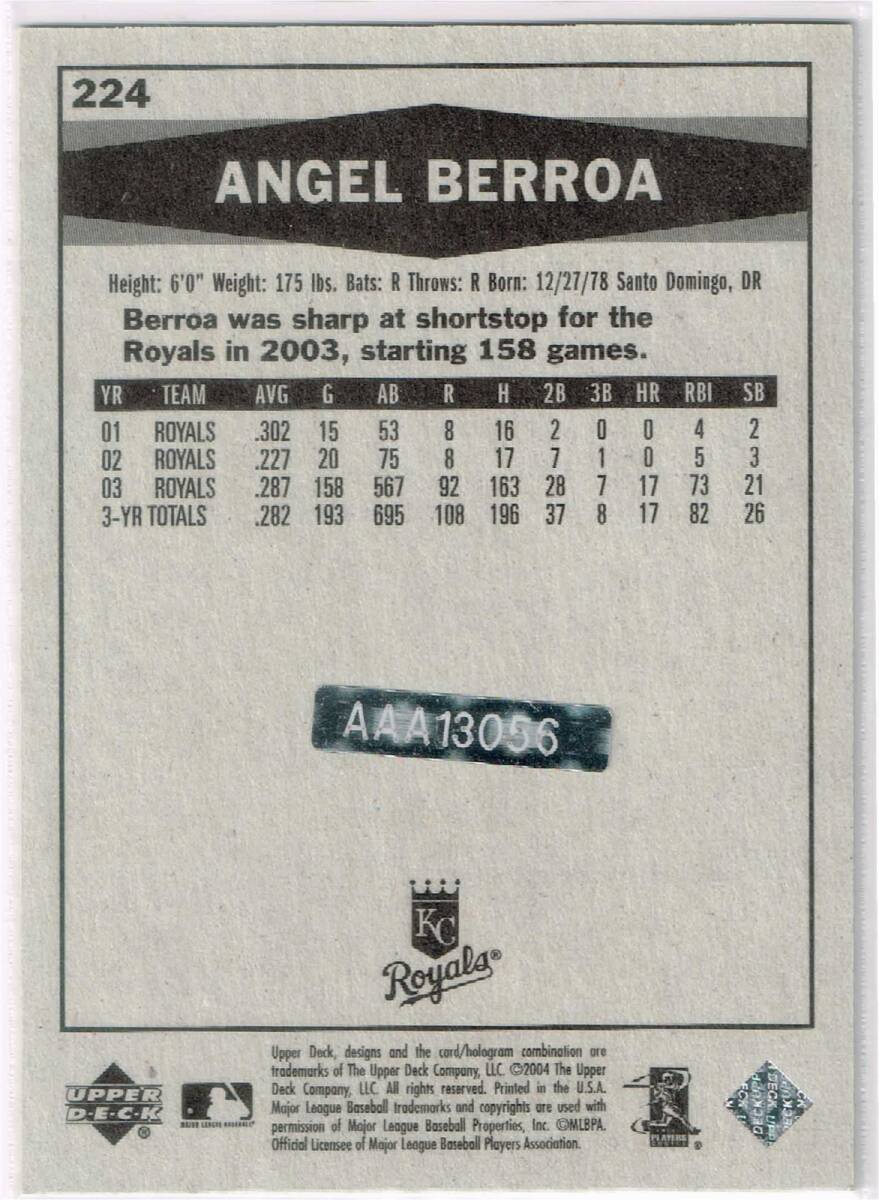 224
ANGEL BERROA
Height: 6'0" Weight: 175 lbs. Bats: R Throws: R Born: 12/27/78 Santo Domingo, DR
Berroa was sharp at shortstop for the
Royals in 2003, starting 158 games.
YR TEAM AVG G AB R H 2B 3B HR RBI SB
01 ROYALS .302 15 53 8 16 2 0 0 4 2
02 ROYALS .227 20 75 8 17 7 1 0 5 3
03 ROYALS .287 158 567 92 163 28 7 17 73 21
3-YR TOTALS .282 193 695 108 196 37 8 17 82 26
AAA13056
KC
Royals®
Upper Deck, designs and the card/hologram combination are
trademarks of The Upper Deck Company, LLC. ©2004 The Upper
Deck Company, LLC. All rights reserved. Printed in the U.S.A.
Major League Baseball trademarks and copyrights are used with
permission of Major League Baseball Properties, Inc. ©MLBPA.
Official Licensee of Major League Baseball Players Association.
UPPER
D·E·C·K
®
MAJOR LEAGUE BASEBALL
PLAYERS
CHOICE
®